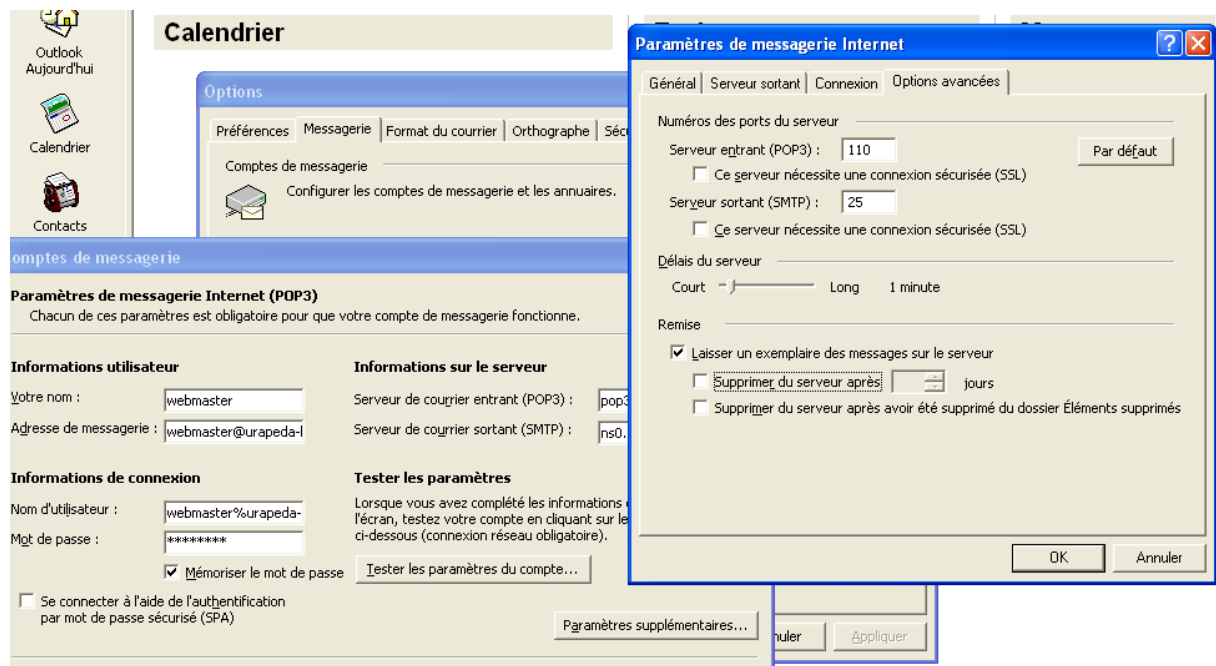 Outlook
Aujourd'hui
Calendrier
Contacts
Calendrier
Options
Préférences Messagerie Format du courrier Orthographe
Comptes de messagerie
Configurer les comptes de messagerie et les annuaires.
omptes de messagerie
Paramètres de messagerie Internet (POP3)
Chacun de ces paramètres est obligatoire pour que votre compte de messagerie fonctionne.
Informations utilisateur
Votre nom : webmaster
Adresse de messagerie : webmaster@urapeda-l
Informations de connexion
Nom d'utilisateur : webmaster%urapeda-
Mot de passe : ********
Mémoriser le mot de passe
Se connecter à l'aide de l'authentification
par mot de passe sécurisé (SPA)
Informations sur le serveur
Serveur de courrier entrant (POP3) : pop3
Serveur de courrier sortant (SMTP) : ns0.
Tester les paramètres
Lorsque vous avez complété les informations
l'écran, testez votre compte en cliquant sur le
ci-dessous (connexion réseau obligatoire).
Tester les paramètres du compte...
Paramètres supplémentaires...
Paramètres de messagerie Internet
Général Serveur sortant Connexion Options avancées
Numéros des ports du serveur
Serveur entrant (POP3) : 110 Par défaut
Ce serveur nécessite une connexion sécurisée (SSL)
Serveur sortant (SMTP) : 25
Ce serveur nécessite une connexion sécurisée (SSL)
Délais du serveur
Court Long 1 minute
Remise
Laisser un exemplaire des messages sur le serveur
Supprimer du serveur après jours
Supprimer du serveur après avoir été supprimé du dossier Éléments supprimés
OK Annuler
nuler Appliquer